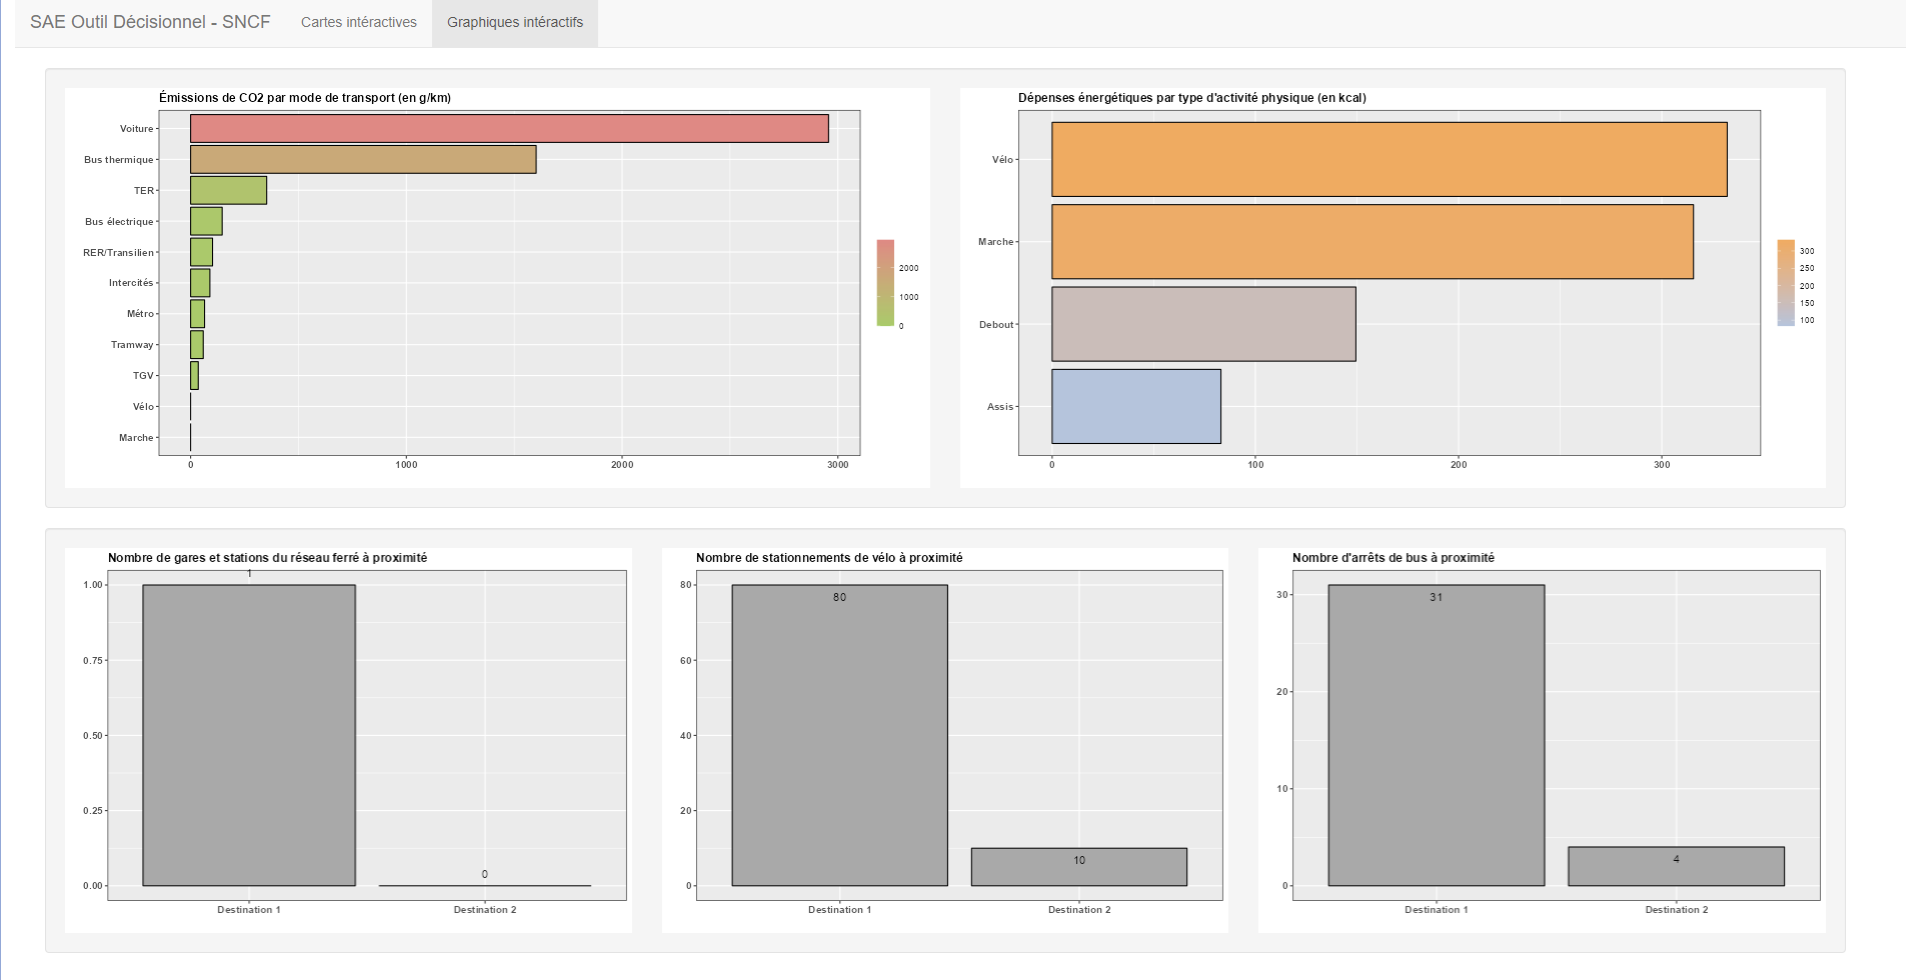 SAE Outil Décisionnel - SNCF
Cartes intéractives
Graphiques intéractifs
Émissions de CO2 par mode de transport (en g/km)
Voiture
Bus thermique
TER
Bus électrique
RER/Transilien
Intercités
Métro
Tramway
TGV
Vélo
Marche
0
1000
2000
3000
2000
1000
0
Dépenses énergétiques par type d'activité physique (en kcal)
Vélo
Marche
Debout
Assis
0
100
200
300
300
250
200
150
100
Nombre de gares et stations du réseau ferré à proximité
1.00
0.75
0.50
0.25
0.00
1
0
Destination 1
Destination 2
Nombre de stationnements de vélo à proximité
80
60
40
20
0
80
10
Destination 1
Destination 2
Nombre d'arrêts de bus à proximité
30
20
10
0
31
4
Destination 1
Destination 2